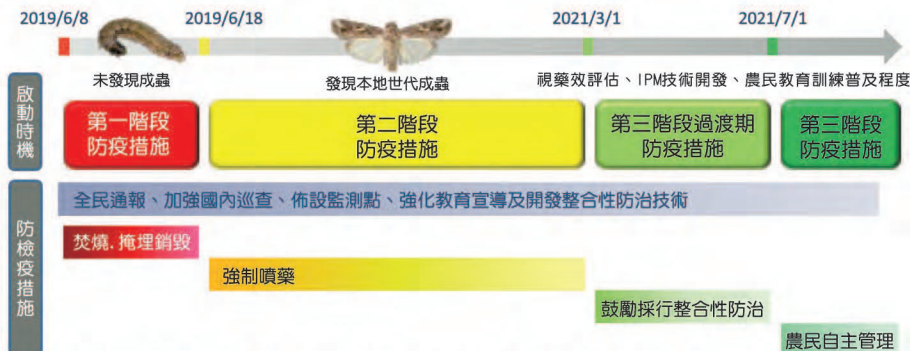 2019/6/8
2019/6/18
2021/3/1
2021/7/1
未發現成蟲
發現本地世代成蟲
視藥效評估、IPM技術開發、農民教育訓練普及程度
啟動時機
第一階段
防疫措施
第二階段
防疫措施
第三階段過渡期
防疫措施
第三階段
防疫措施
防檢疫措施
全民通報、加強國內巡查、佈設監測點、強化教育宣導及開發整合性防治技術
焚燒.掩埋銷毀
強制噴藥
鼓勵採行整合性防治
農民自主管理